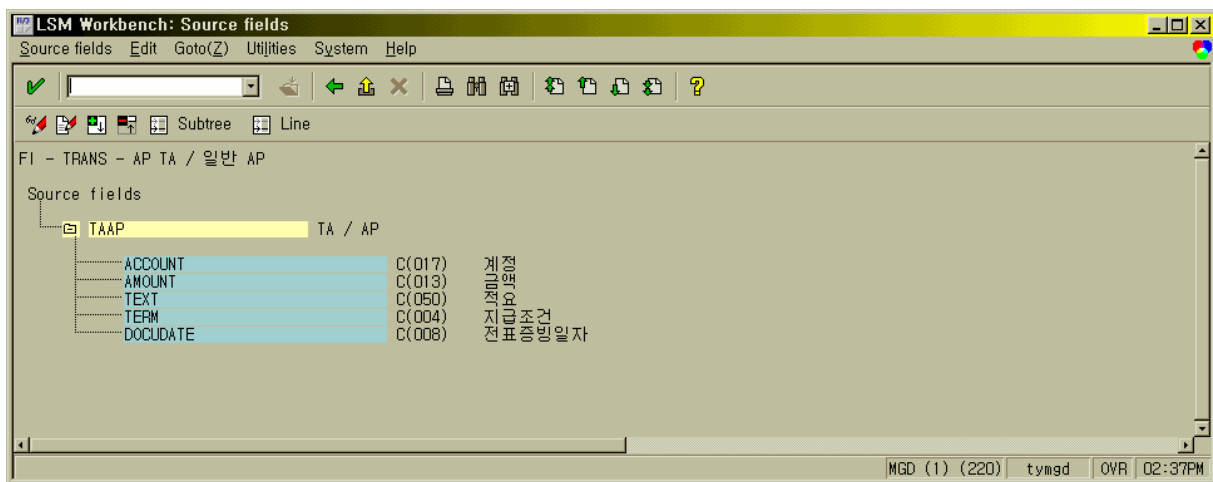 LSM Workbench: Source fields
Source fields Edit Goto(Z) Utilities System Help
Subtree Line
FI - TRANS - AP TA / 일반 AP
Source fields
TAAP TA / AP
ACCOUNT C(017) 계정
AMOUNT C(013) 금액
TEXT C(050) 적요
TERM C(004) 지급조건
DOCUDATE C(008) 전표증빙일자
MGD (1) (220) tymgd OVR 02:37PM